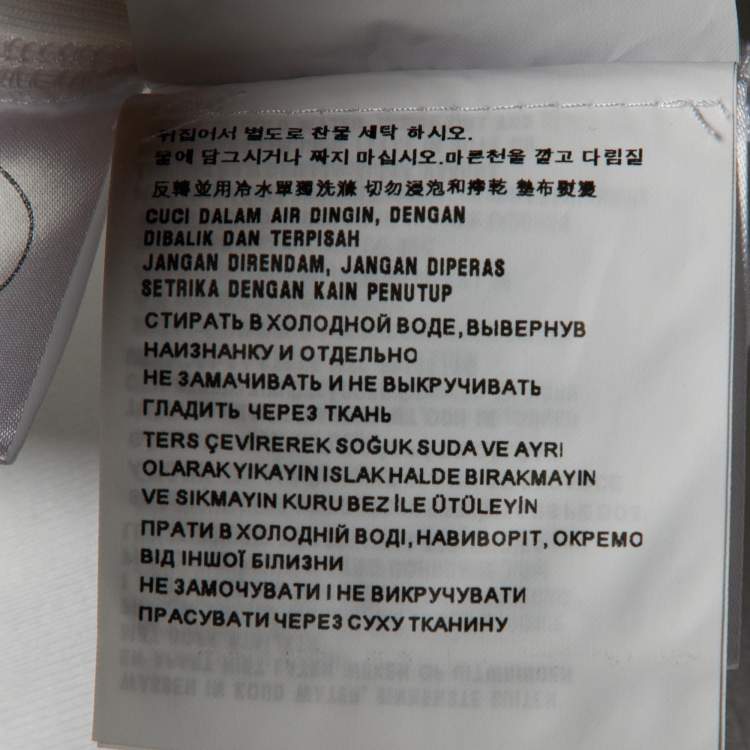 뒤집어서 별도로 찬물 세탁 하시오.
물에 담그시거나 짜지 마십시오.마른천을 깔고 다림질
反轉並用冷水單獨洗滌 切勿浸泡和擰乾 墊布熨燙
CUCI DALAM AIR DINGIN, DENGAN
DIBALIK DAN TERPISAH
JANGAN DIRENDAM, JANGAN DIPERAS
SETRIKA DENGAN KAIN PENUTUP
СТИРАТЬ В ХОЛОДНОЙ ВОДЕ, ВЫВЕРНУВ
НАИЗНАНКУ И ОТДЕЛЬНО
НЕ ЗАМАЧИВАТЬ И НЕ ВЫКРУЧИВАТЬ
ГЛАДИТЬ ЧЕРЕЗ ТКАНЬ
TERS ÇEVİREREK SOĞUK SUDA VE AYRI
OLARAK YIKAYIN ISLAK HALDE BIRAKMAYIN
VE SIKMAYIN KURU BEZ İLE ÜTÜLEYİN
ПРАТИ В ХОЛОДНІЙ ВОДІ, НАВИВОРІТ, ОКРЕМО
ВІД ІНШОЇ БІЛИЗНИ
НЕ ЗАМОЧУВАТИ І НЕ ВИКРУЧУВАТИ
ПРАСУВАТИ ЧЕРЕЗ СУХУ ТКАНИНУ